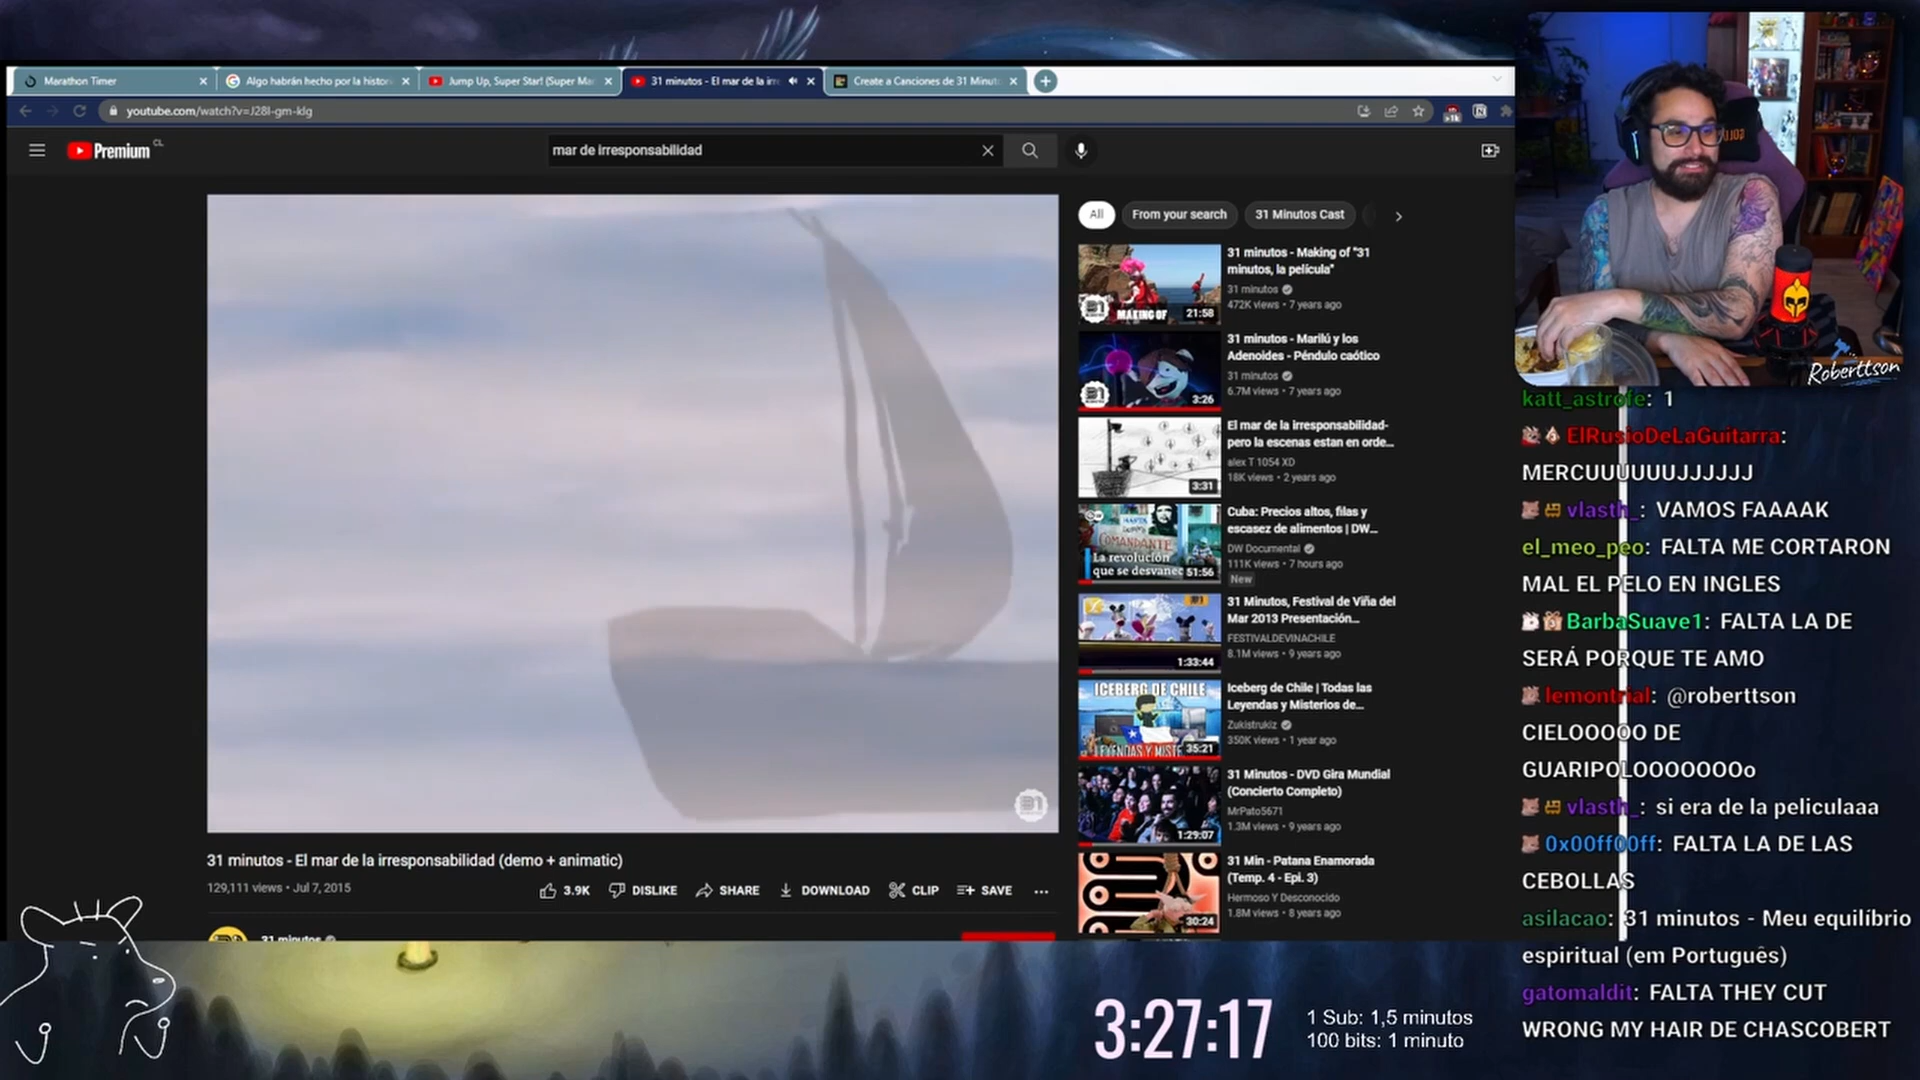 Marathon Timer
Algo habrán hecho por la histor
Jump Up, Super Star! (Super Mar
31 minutos - El mar de la irre
Create a Canciones de 31 Minut
youtube.com/watch?v=J28I-gm-kIg
>1k
Premium CL
mar de irresponsabilidad
All
From your search
31 Minutos Cast
MAKING OF
21:58
31 minutos - Making of "31
minutos, la película"
31 minutos
472K views • 7 years ago
3:26
31 minutos - Marilú y los
Adenoides - Péndulo caótico
31 minutos
6.7M views • 7 years ago
3:31
El mar de la irresponsabilidad-
pero la escenas estan en orde...
alex T 1054 XD
18K views • 2 years ago
COMANDANTE
La revolución
que se desvanec
51:56
Cuba: Precios altos, filas y
escasez de alimentos | DW...
DW Documental
111K views • 7 hours ago
New
1:33:44
31 Minutos, Festival de Viña del
Mar 2013 Presentación...
FESTIVALDEVINACHILE
8.1M views • 9 years ago
ICEBERG DE CHILE
LEYENDAS Y MISTE
35:21
Iceberg de Chile | Todas las
Leyendas y Misterios de...
Zukistrukiz
350K views • 1 year ago
1:29:07
31 Minutos - DVD Gira Mundial
(Concierto Completo)
MrPato5671
1.3M views • 9 years ago
30:24
31 Min - Patana Enamorada
(Temp. 4 - Epi. 3)
Hermoso Y Desconocido
1.8M views • 8 years ago
31 minutos - El mar de la irresponsabilidad (demo + animatic)
129,111 views • Jul 7, 2015
3.9K
DISLIKE
SHARE
DOWNLOAD
CLIP
SAVE
31 minutos
Roberttson
katt_astrofe: 1
ElRusioDeLaGuitarra:
MERCUUUUUUJJJJJJ
vlasth_: VAMOS FAAAAK
el_meo_peo: FALTA ME CORTARON
MAL EL PELO EN INGLES
BarbaSuave1: FALTA LA DE
SERÁ PORQUE TE AMO
lemontrial: @roberttson
CIELOOOOO DE
GUARIPOLOOOOOOOo
vlasth_: si era de la peliculaaa
0x00ff00ff: FALTA LA DE LAS
CEBOLLAS
asilacao: 31 minutos - Meu equilíbrio
espiritual (em Português)
gatomaldit: FALTA THEY CUT
WRONG MY HAIR DE CHASCOBERT
3:27:17
1 Sub: 1,5 minutos
100 bits: 1 minuto